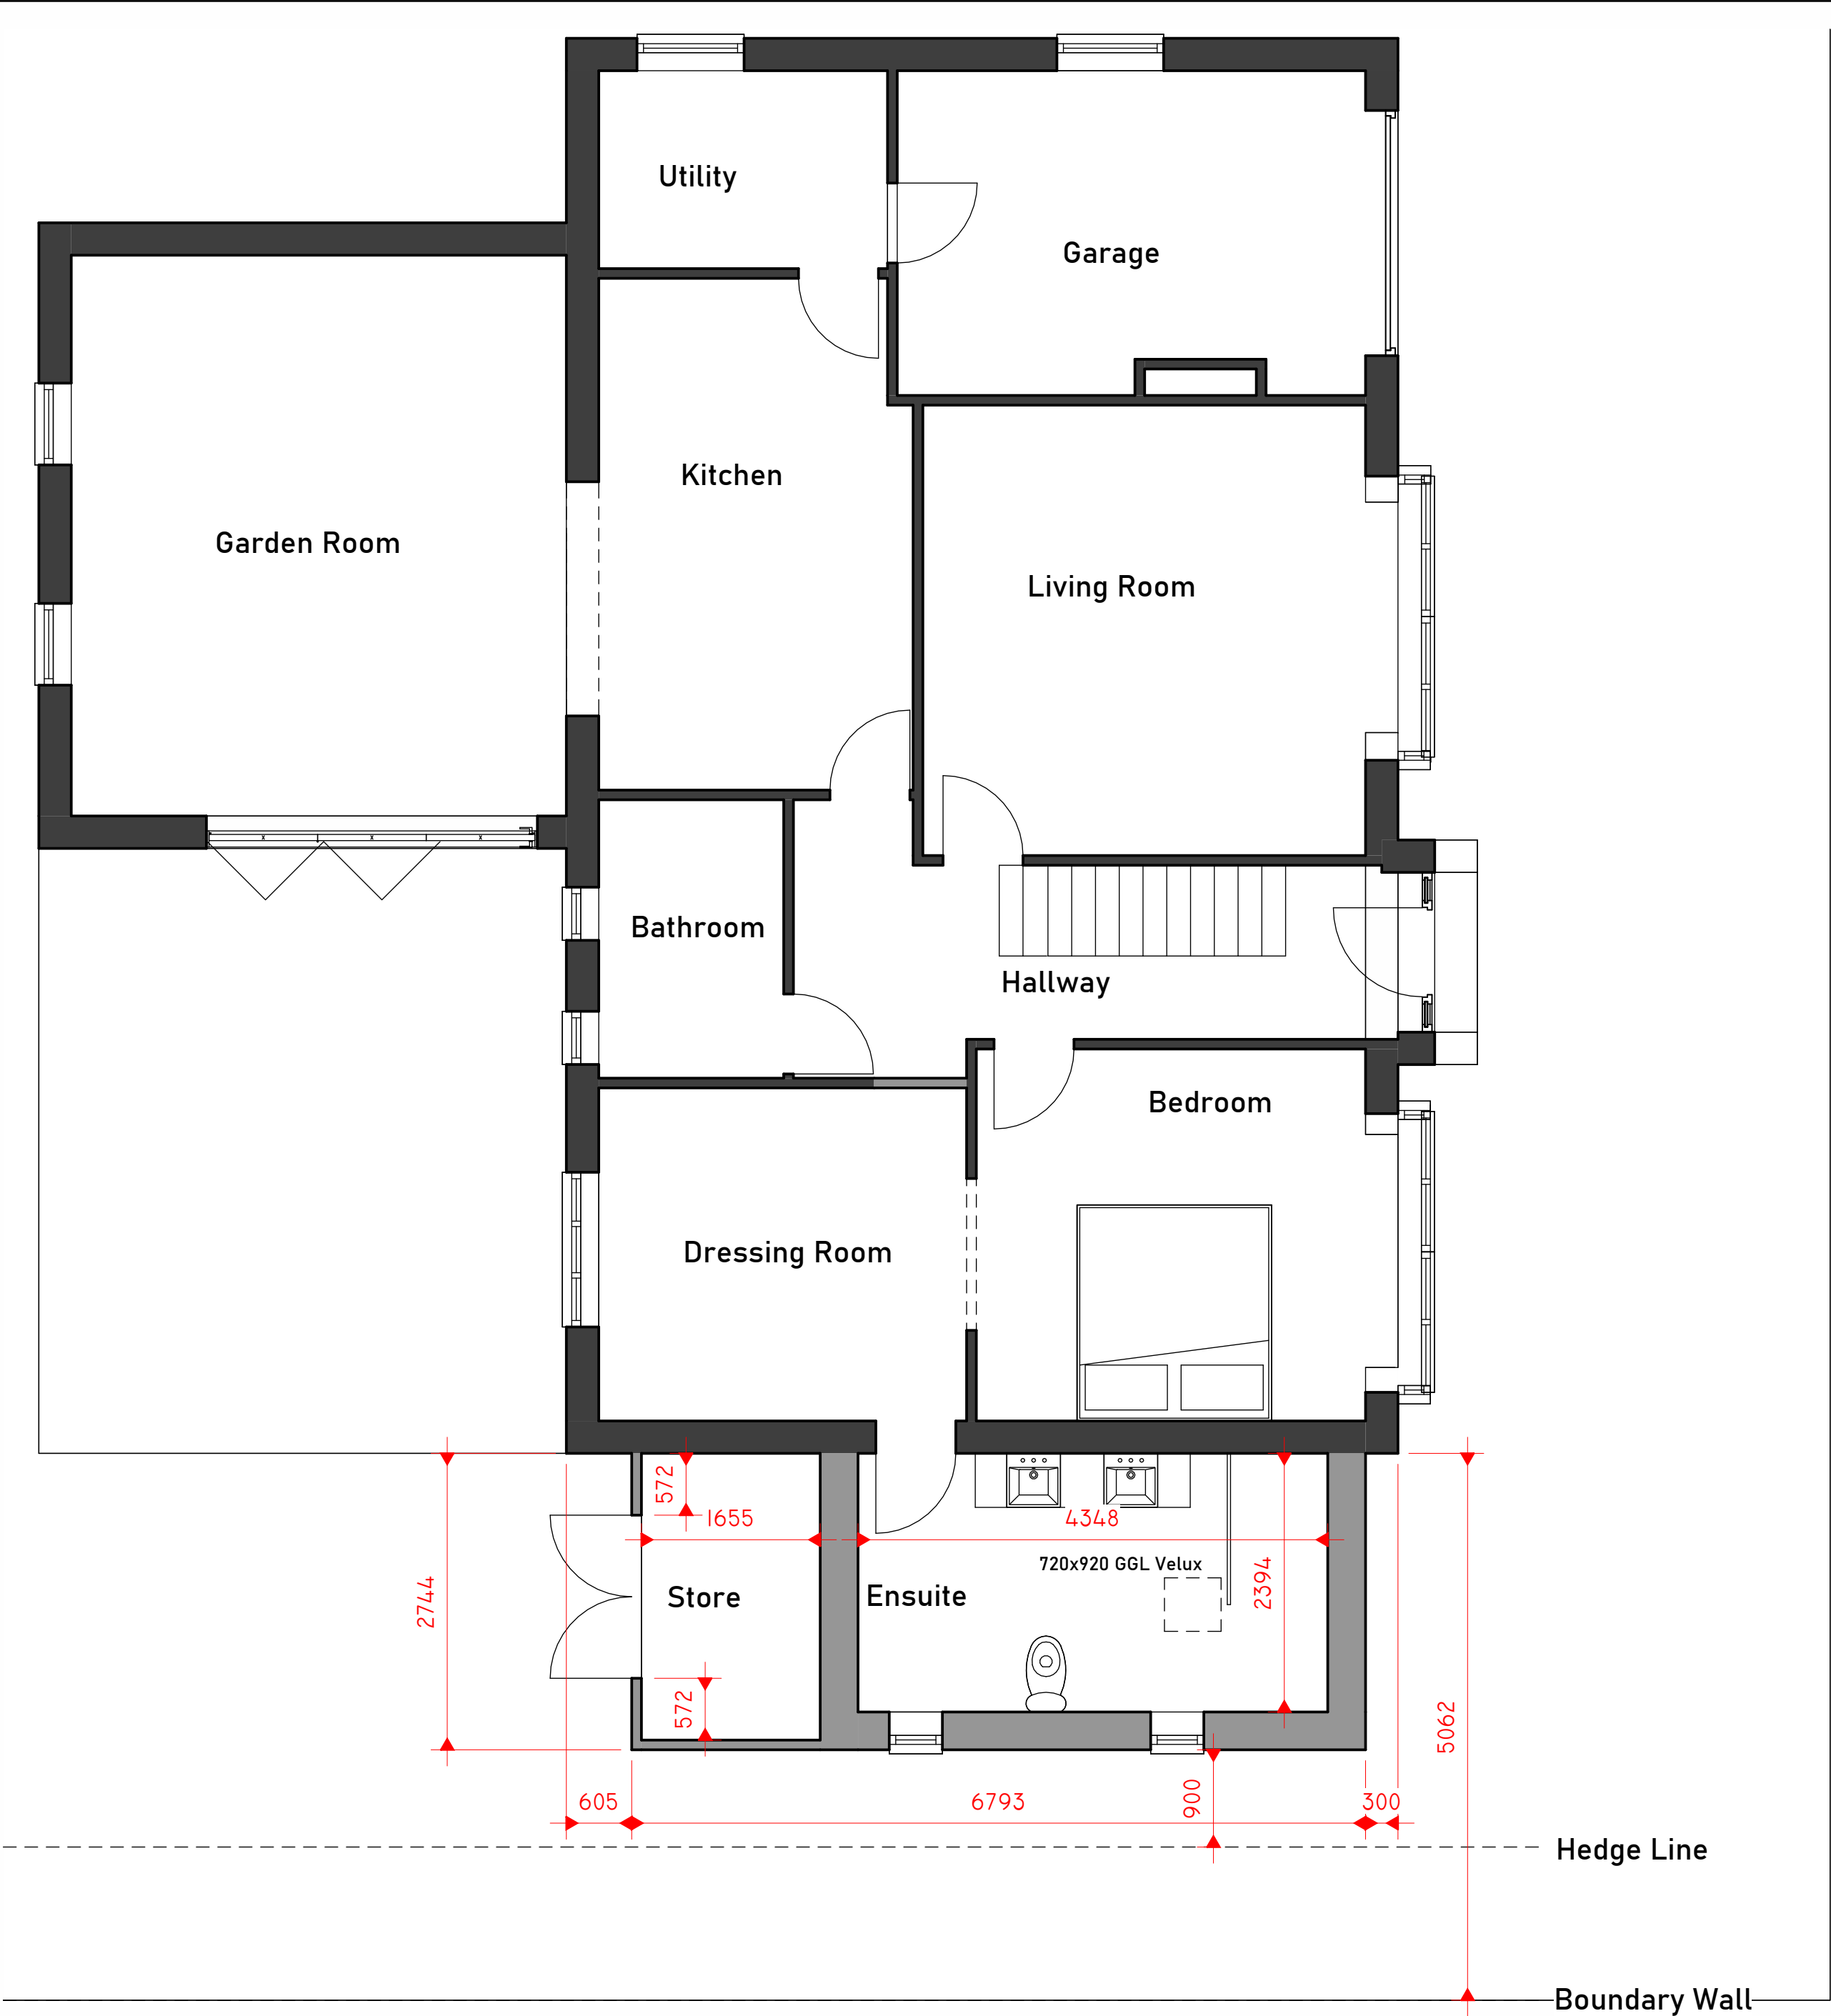 Utility
Garage
Kitchen
Garden Room
Living Room
Bathroom
Hallway
Bedroom
Dressing Room
572
1655
4348
720x920 GGL Velux
2394
2744
Store
Ensuite
572
5062
900
605
6793
300
Hedge Line
Boundary Wall